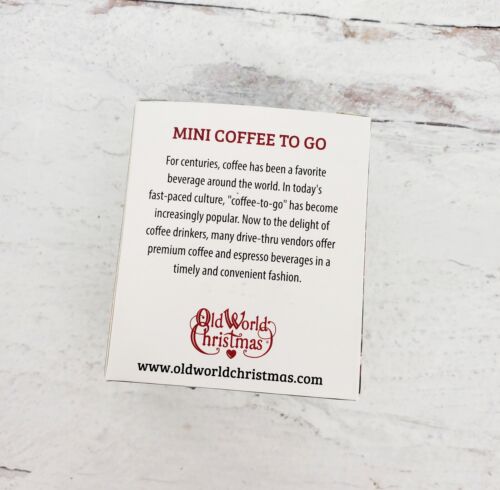 MINI COFFEE TO GO
For centuries, coffee has been a favorite
beverage around the world. In today's
fast-paced culture, "coffee-to-go" has become
increasingly popular. Now to the delight of
coffee drinkers, many drive-thru vendors offer
premium coffee and espresso beverages in a
timely and convenient fashion.
Old World
Christmas
www.oldworldchristmas.com